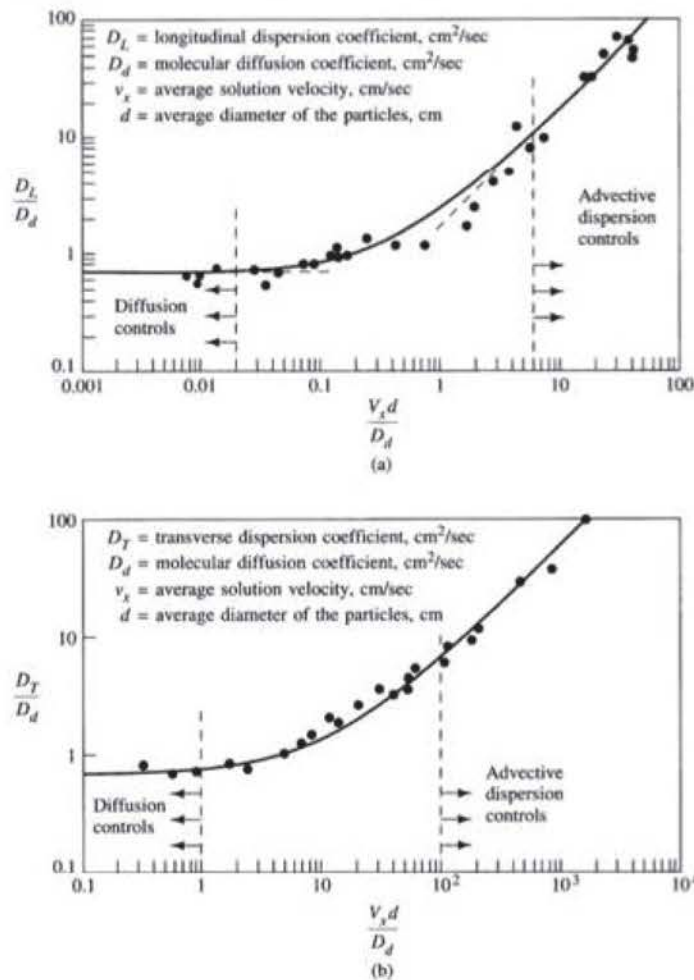 100
D_L = longitudinal dispersion coefficient, cm²/sec
D_d = molecular diffusion coefficient, cm²/sec
v_x = average solution velocity, cm/sec
d = average diameter of the particles, cm
10
D_L
D_d
Advective
dispersion
controls
1
Diffusion
controls
0.1
0.001 0.01 0.1 1 10 100
V_x d
D_d
(a)
100
D_T = transverse dispersion coefficient, cm²/sec
D_d = molecular diffusion coefficient, cm²/sec
v_x = average solution velocity, cm/sec
d = average diameter of the particles, cm
10
D_T
D_d
1
Diffusion
controls
Advective
dispersion
controls
0.1
0.1 1 10 10² 10³
V_x d
D_d
(b)